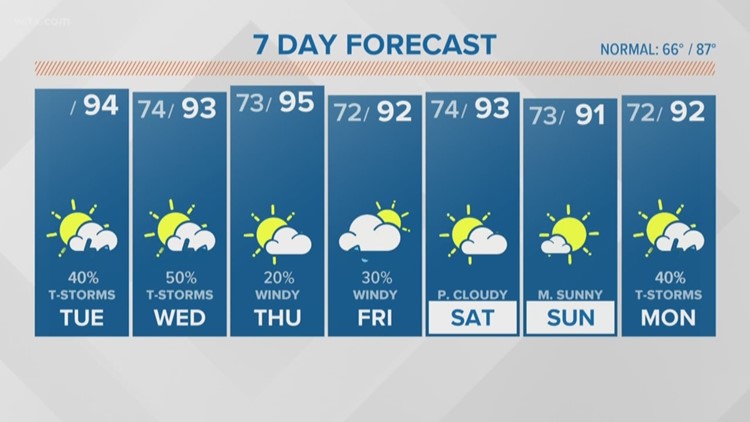 7 DAY FORECAST
NORMAL: 66° / 87°
/ 94
74/ 93
73/ 95
72/ 92
74/ 93
73/ 91
72/ 92
40%
50%
20%
30%
40%
T-STORMS
T-STORMS
WINDY
WINDY
P. CLOUDY
M. SUNNY
T-STORMS
TUE
WED
THU
FRI
SAT
SUN
MON